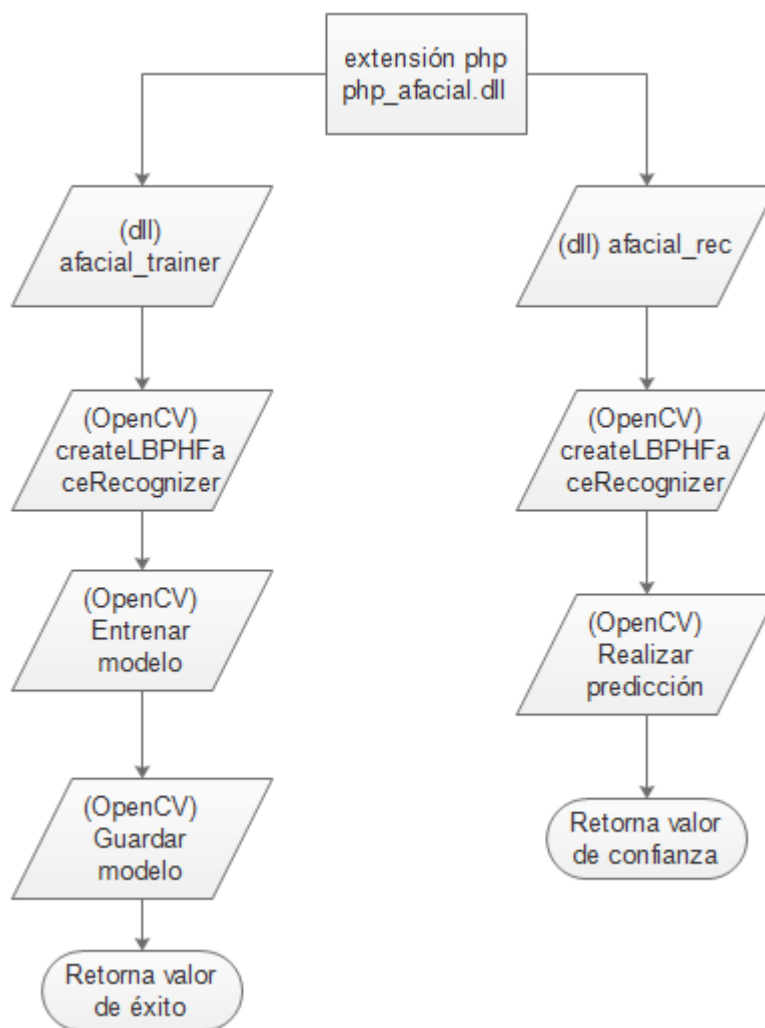 extensión php
php_afacial.dll
(dll)
afacial_trainer
(OpenCV)
createLBPHFa
ceRecognizer
(OpenCV)
Entrenar
modelo
(OpenCV)
Guardar
modelo
Retorna valor
de éxito
(dll) afacial_rec
(OpenCV)
createLBPHFa
ceRecognizer
(OpenCV)
Realizar
predicción
Retorna valor
de confianza